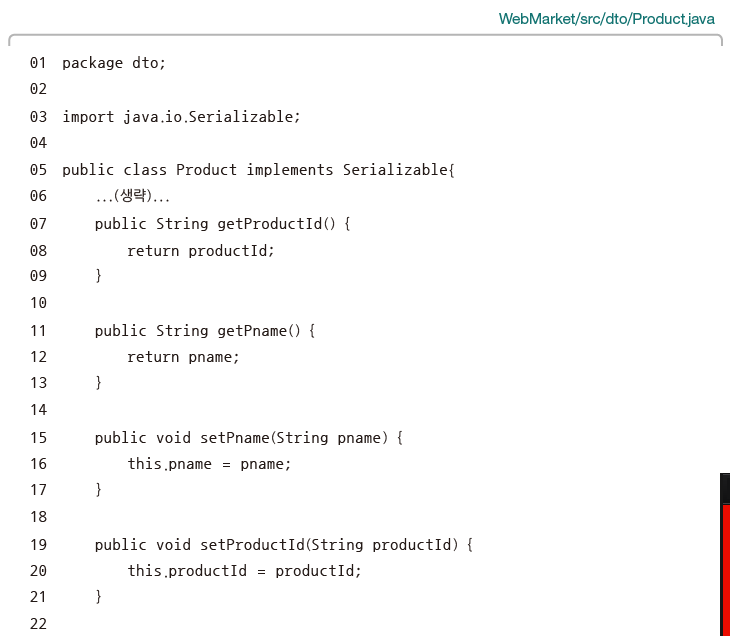 WebMarket/src/dto/Product.java
01 package dto;
02
03 import java.io.Serializable;
04
05 public class Product implements Serializable{
06 ...(생략)...
07 public String getProductId() {
08 return productId;
09 }
10
11 public String getPname() {
12 return pname;
13 }
14
15 public void setPname(String pname) {
16 this.pname = pname;
17 }
18
19 public void setProductId(String productId) {
20 this.productId = productId;
21 }
22